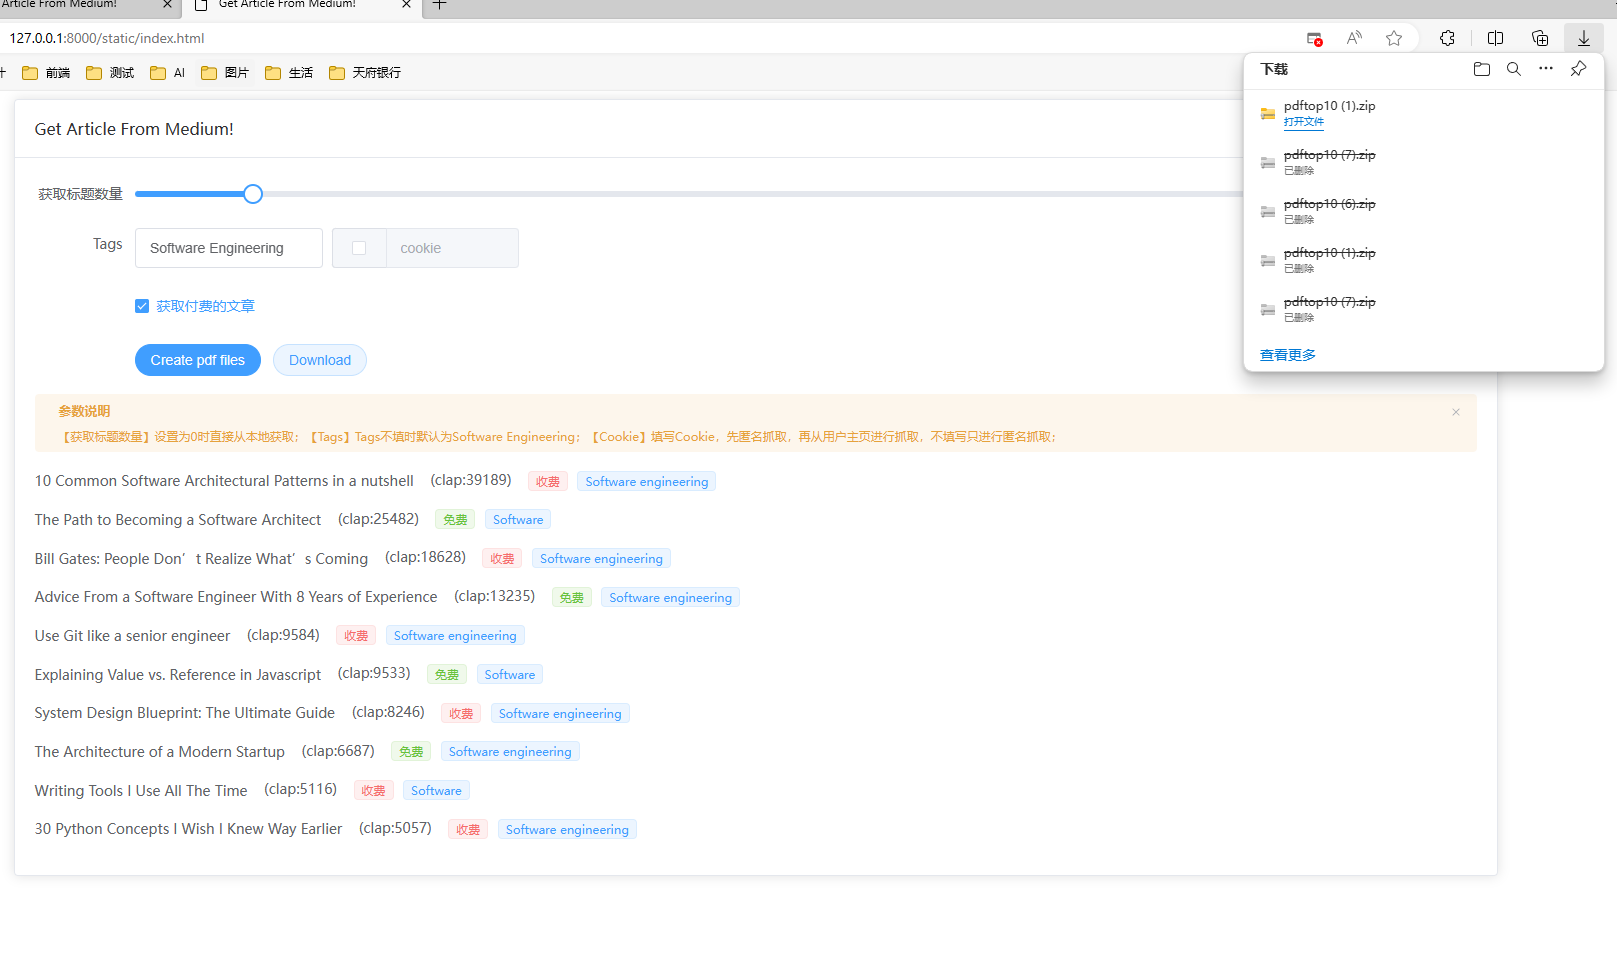 Article From Medium!
Get Article From Medium!
127.0.0.1:8000/static/index.html
前端 测试 AI 图片 生活 天府银行
下载
pdftop10 (1).zip
打开文件
pdftop10 (7).zip
已删除
pdftop10 (6).zip
已删除
pdftop10 (1).zip
已删除
pdftop10 (7).zip
已删除
查看更多
Get Article From Medium!
获取标题数量
Tags Software Engineering cookie
获取付费的文章
Create pdf files Download
参数说明
【获取标题数量】设置为0时直接从本地获取；【Tags】Tags不填时默认为Software Engineering；【Cookie】填写Cookie，先匿名抓取，再从用户主页进行抓取，不填写只进行匿名抓取；
10 Common Software Architectural Patterns in a nutshell (clap:39189) 收费 Software engineering
The Path to Becoming a Software Architect (clap:25482) 免费 Software
Bill Gates: People Don’t Realize What’s Coming (clap:18628) 收费 Software engineering
Advice From a Software Engineer With 8 Years of Experience (clap:13235) 免费 Software engineering
Use Git like a senior engineer (clap:9584) 收费 Software engineering
Explaining Value vs. Reference in Javascript (clap:9533) 免费 Software
System Design Blueprint: The Ultimate Guide (clap:8246) 收费 Software engineering
The Architecture of a Modern Startup (clap:6687) 免费 Software engineering
Writing Tools I Use All The Time (clap:5116) 收费 Software
30 Python Concepts I Wish I Knew Way Earlier (clap:5057) 收费 Software engineering